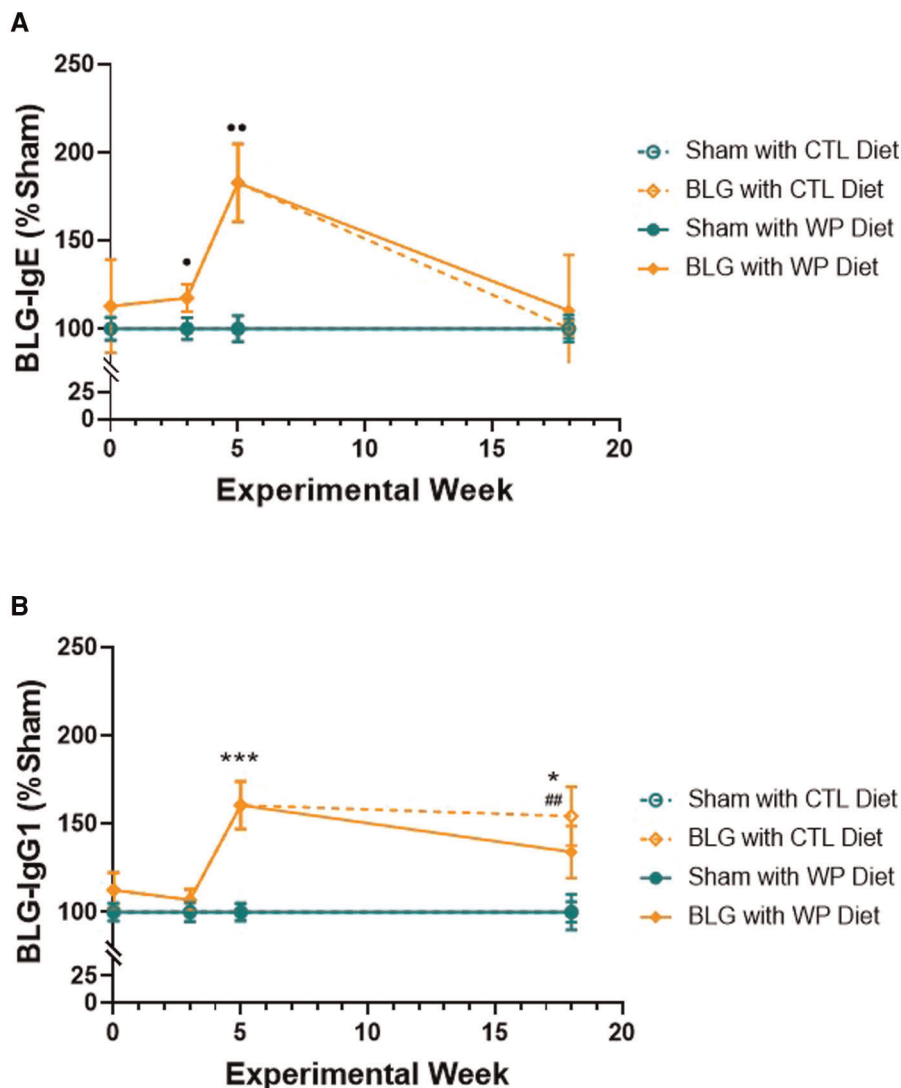 A
BLG-IgE (%Sham)
250
200
150
100
25
0
••
•
0 5 10 15 20
Experimental Week
Sham with CTL Diet
BLG with CTL Diet
Sham with WP Diet
BLG with WP Diet
B
BLG-IgG1 (%Sham)
250
200
150
100
25
0
***
*
##
0 5 10 15 20
Experimental Week
Sham with CTL Diet
BLG with CTL Diet
Sham with WP Diet
BLG with WP Diet